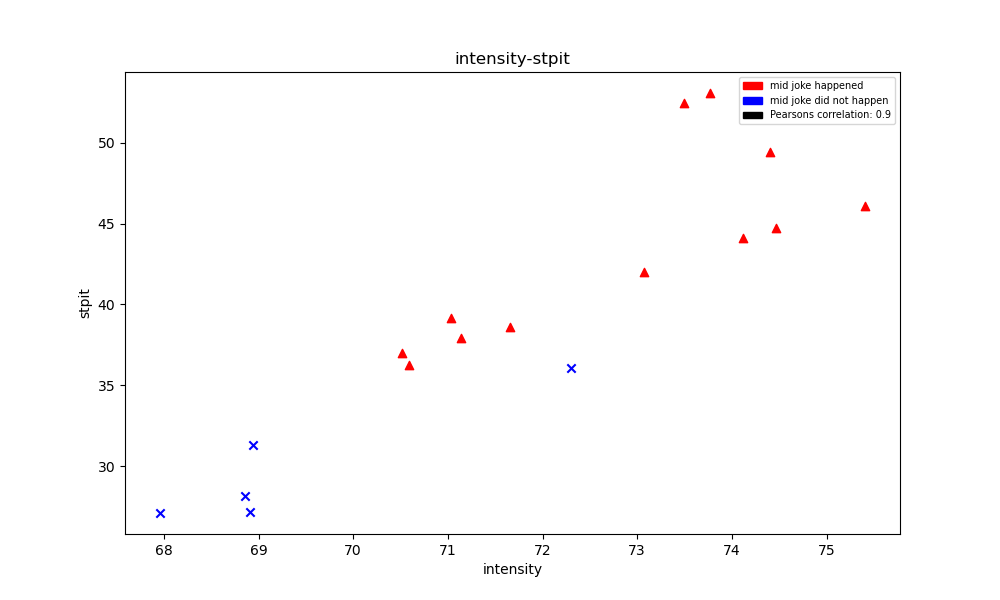 intensity-stpit
mid joke happened
mid joke did not happen
Pearsons correlation: 0.9
stpit
50
45
40
35
30
68 69 70 71 72 73 74 75
intensity